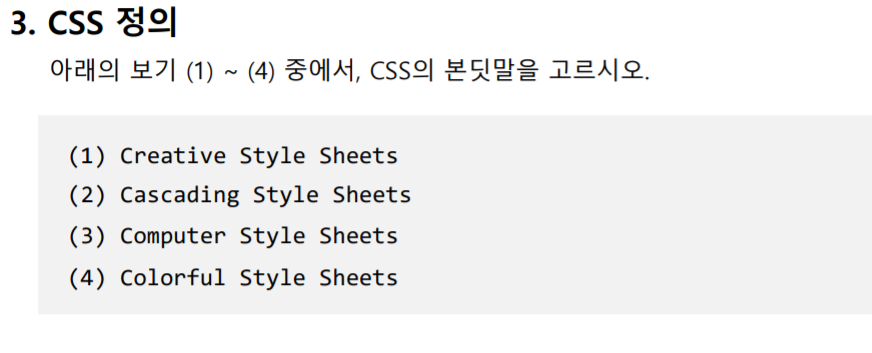 3. CSS 정의
아래의 보기 (1) ~ (4) 중에서, CSS의 본딧말을 고르시오.
(1) Creative Style Sheets
(2) Cascading Style Sheets
(3) Computer Style Sheets
(4) Colorful Style Sheets